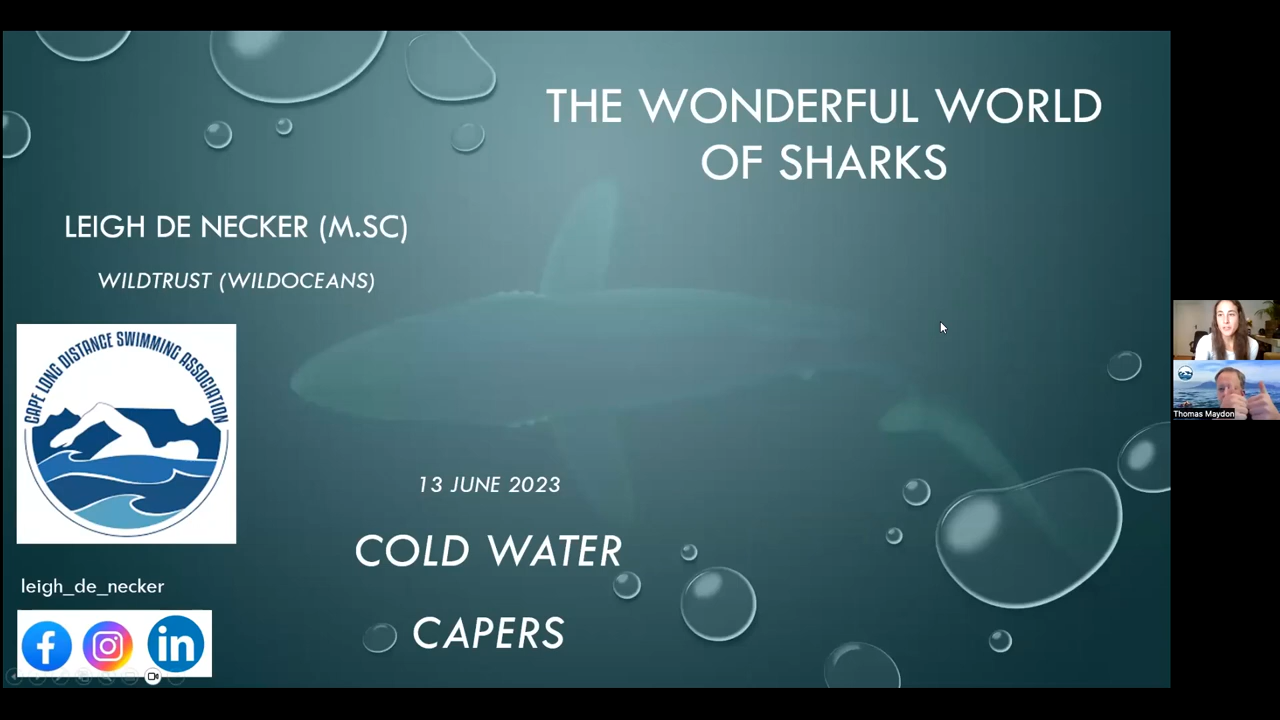 THE WONDERFUL WORLD
OF SHARKS
LEIGH DE NECKER (M.SC)
WILDTRUST (WILDOCEANS)
CAPE LONG DISTANCE SWIMMING ASSOCIATION
13 JUNE 2023
COLD WATER
CAPERS
leigh_de_necker
f
in
Thomas Maydon